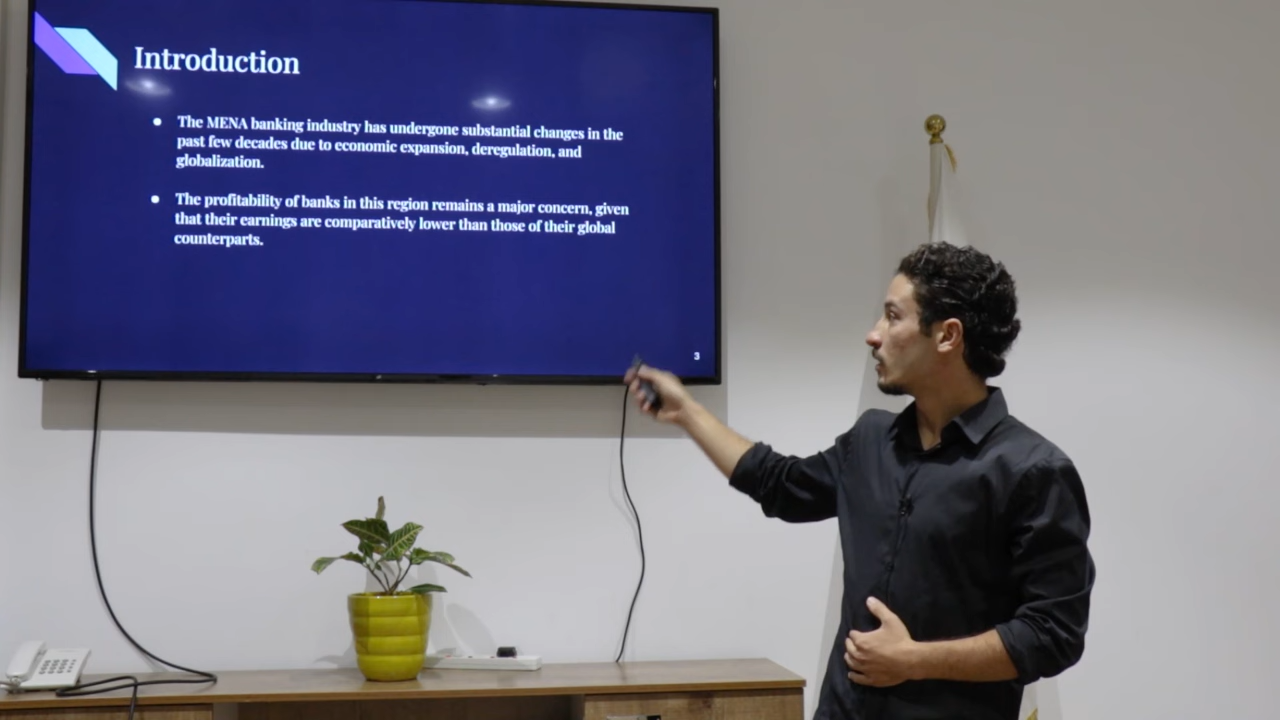 Introduction
• The MENA banking industry has undergone substantial changes in the
past few decades due to economic expansion, deregulation, and
globalization.
• The profitability of banks in this region remains a major concern, given
that their earnings are comparatively lower than those of their global
counterparts.
3